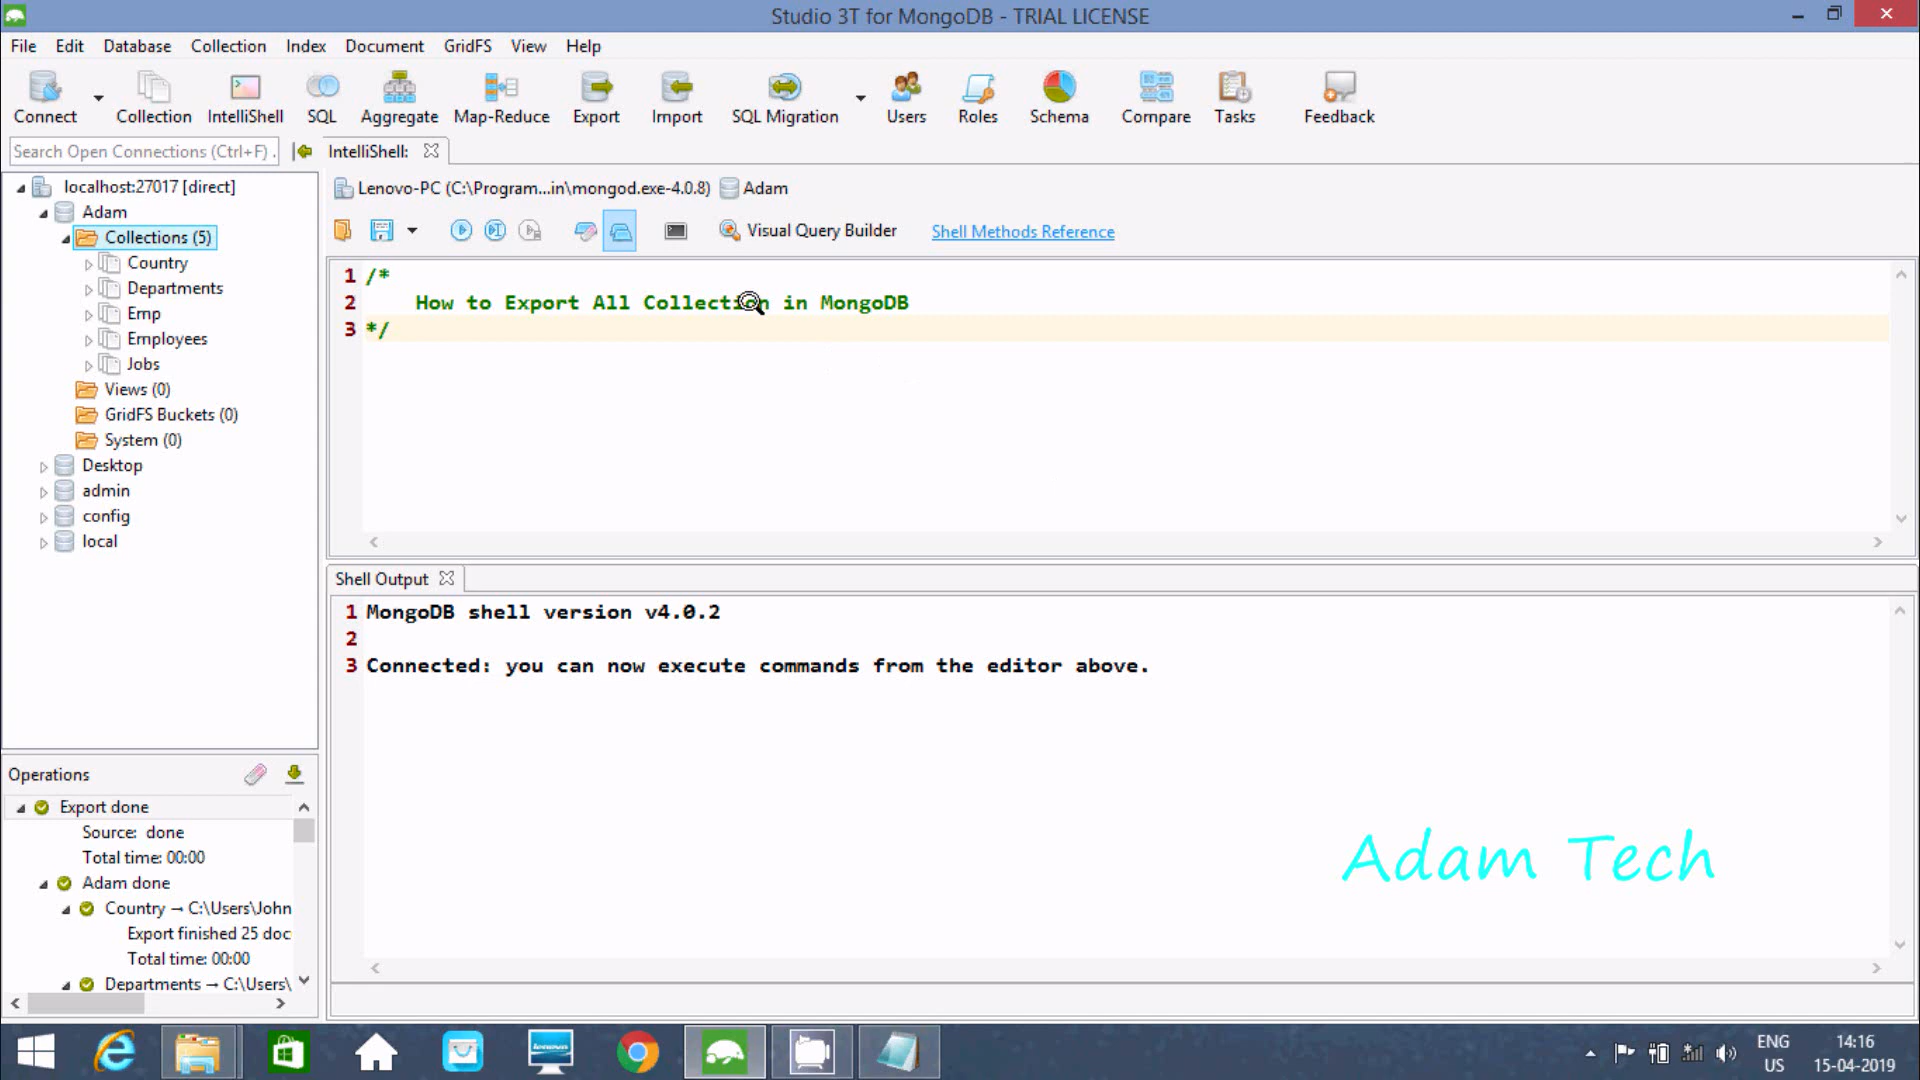 Studio 3T for MongoDB - TRIAL LICENSE
File Edit Database Collection Index Document GridFS View Help
Connect Collection IntelliShell SQL Aggregate Map-Reduce Export Import SQL Migration Users Roles Schema Compare Tasks Feedback
Search Open Connections (Ctrl+F) .
IntelliShell:
localhost:27017 [direct]
Adam
Collections (5)
Country
Departments
Emp
Employees
Jobs
Views (0)
GridFS Buckets (0)
System (0)
Desktop
admin
config
local
Lenovo-PC (C:\Program...in\mongod.exe-4.0.8) Adam
Visual Query Builder Shell Methods Reference
1 /*
2 How to Export All Collection in MongoDB
3 */
Shell Output
1 MongoDB shell version v4.0.2
2
3 Connected: you can now execute commands from the editor above.
Operations
Export done
Source: done
Total time: 00:00
Adam done
Country → C:\Users\John
Export finished 25 doc
Total time: 00:00
Departments → C:\Users\
Adam Tech
ENG
US
14:16
15-04-2019